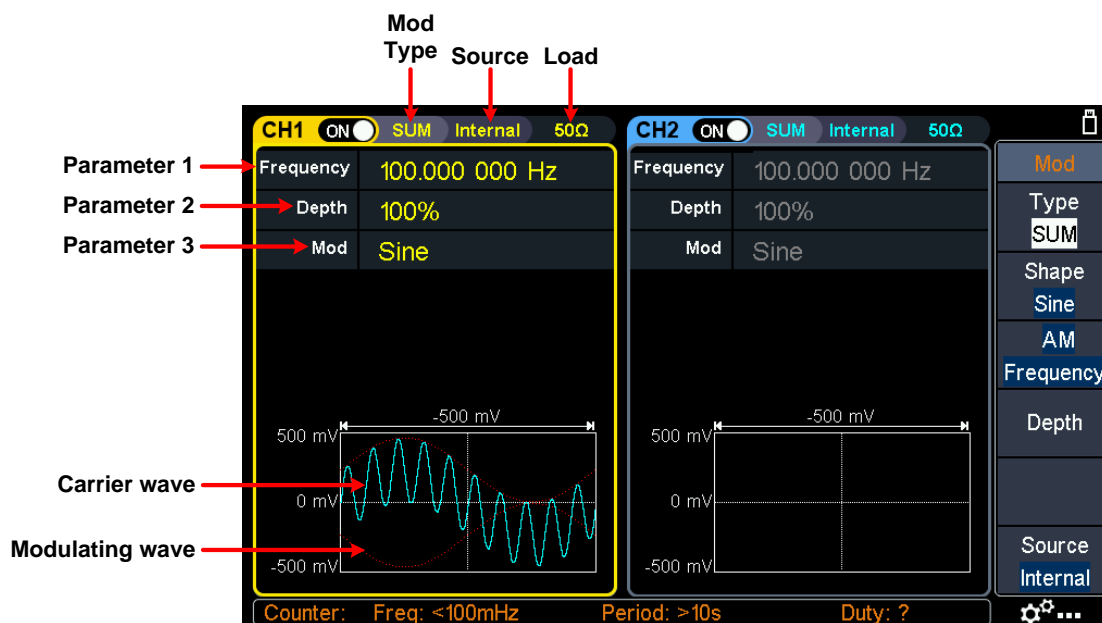 Mod
Type Source Load
CH1 ON SUM Internal 50Ω
CH2 ON SUM Internal 50Ω
Parameter 1
Frequency 100.000 000 Hz
Parameter 2
Depth 100%
Parameter 3
Mod Sine
Frequency 100.000 000 Hz
Depth 100%
Mod Sine
Mod
Type
SUM
Shape
Sine
AM
Frequency
Depth
Source
Internal
-500 mV
500 mV
0 mV
-500 mV
Carrier wave
Modulating wave
-500 mV
500 mV
0 mV
-500 mV
Counter: Freq: <100mHz Period: >10s Duty: ?